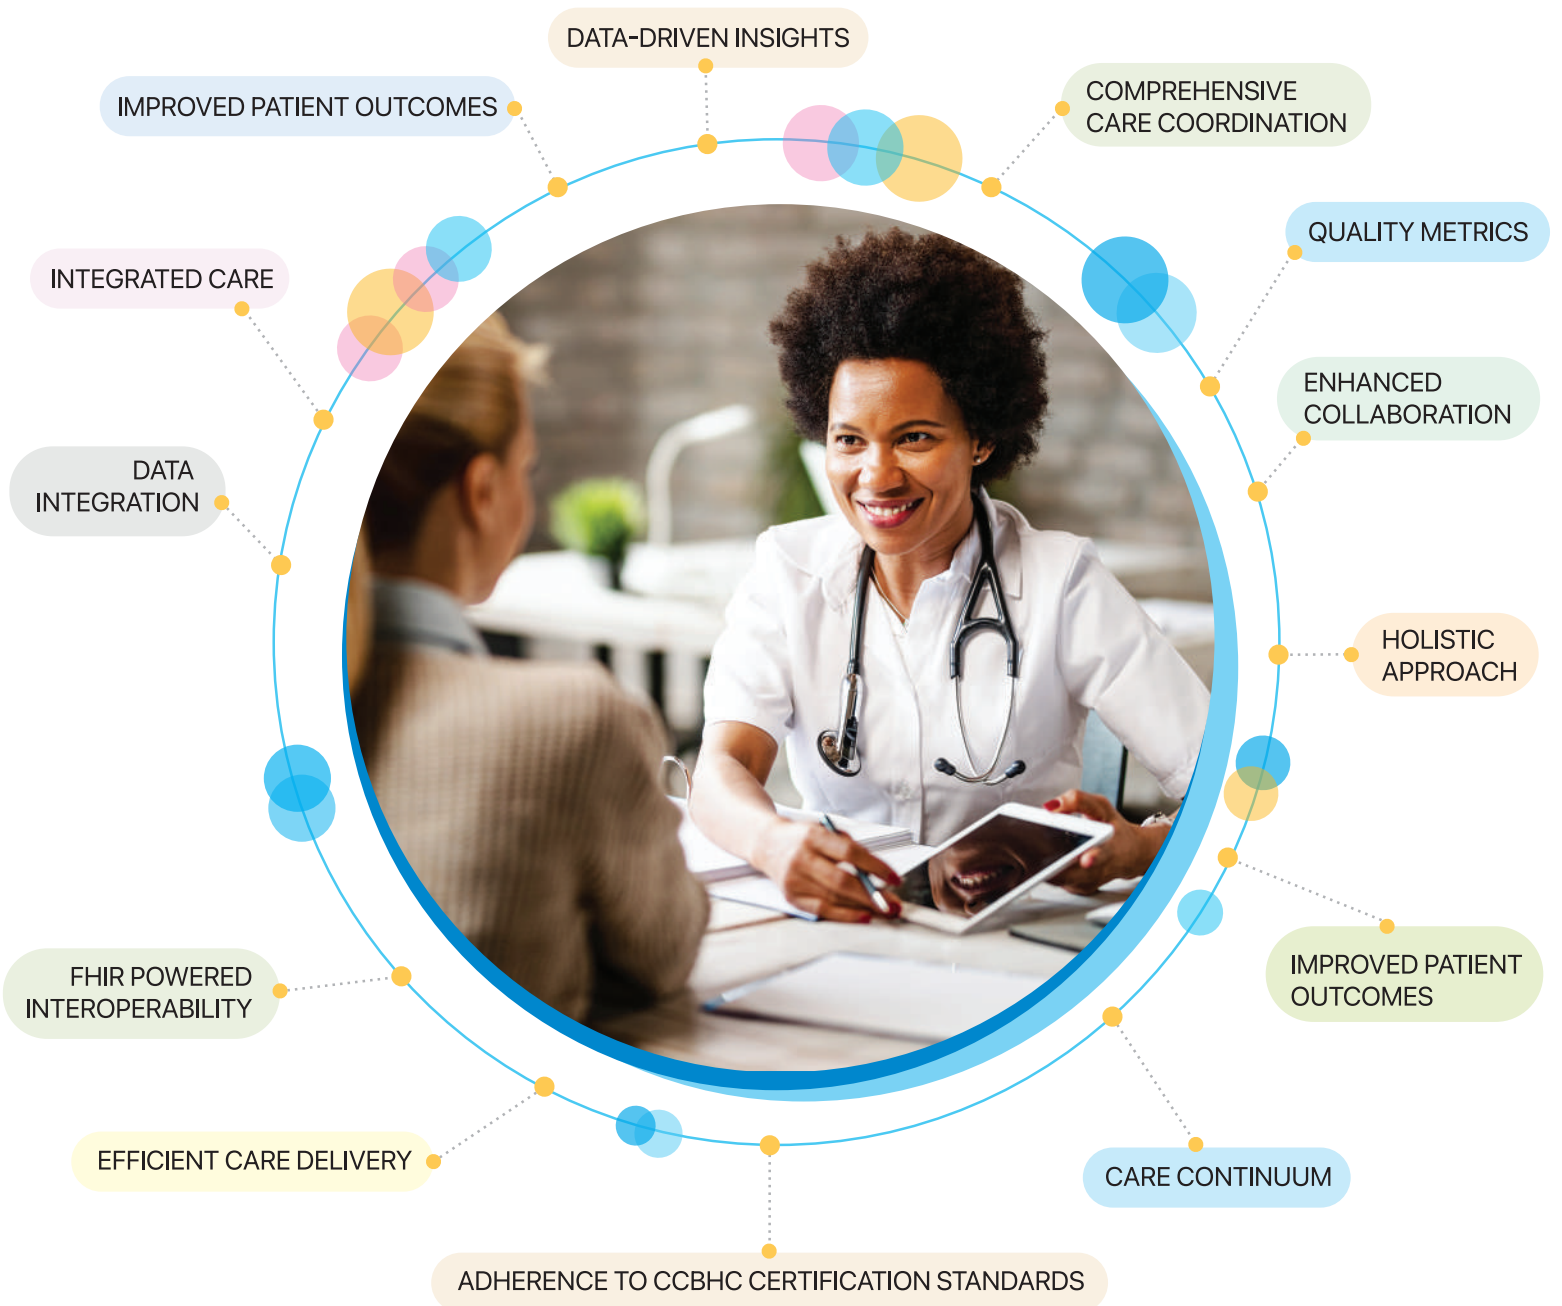 DATA-DRIVEN INSIGHTS
IMPROVED PATIENT OUTCOMES
COMPREHENSIVE
CARE COORDINATION
QUALITY METRICS
INTEGRATED CARE
ENHANCED
COLLABORATION
DATA
INTEGRATION
HOLISTIC
APPROACH
IMPROVED PATIENT
OUTCOMES
FHIR POWERED
INTEROPERABILITY
EFFICIENT CARE DELIVERY
CARE CONTINUUM
ADHERENCE TO CCBHC CERTIFICATION STANDARDS